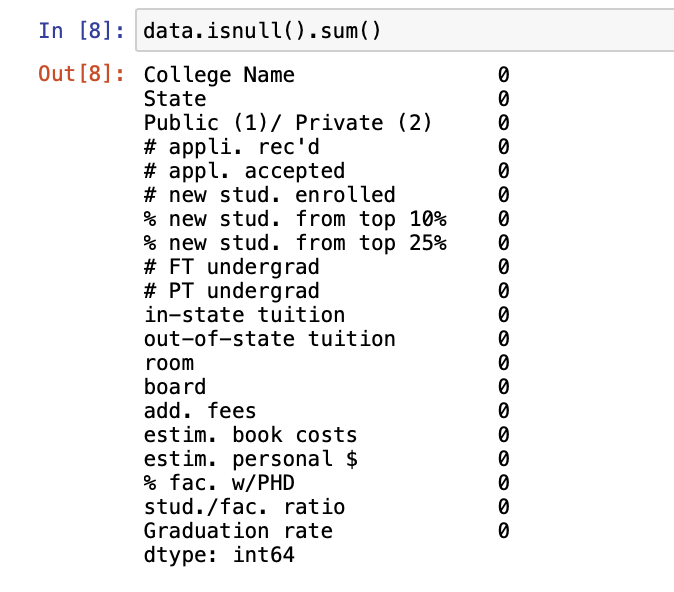 In [8]: data.isnull().sum()
Out[8]: College Name 0
State 0
Public (1)/ Private (2) 0
# appli. rec'd 0
# appl. accepted 0
# new stud. enrolled 0
% new stud. from top 10% 0
% new stud. from top 25% 0
# FT undergrad 0
# PT undergrad 0
in-state tuition 0
out-of-state tuition 0
room 0
board 0
add. fees 0
estim. book costs 0
estim. personal $ 0
% fac. w/PHD 0
stud./fac. ratio 0
Graduation rate 0
dtype: int64